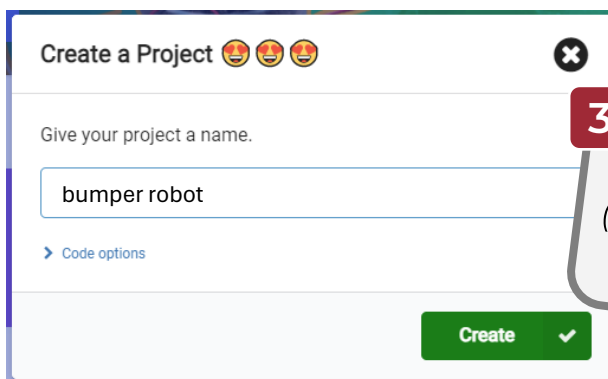 Create a Project 😍 😍 😍
3
Give your project a name.
bumper robot
(
Code options
Create